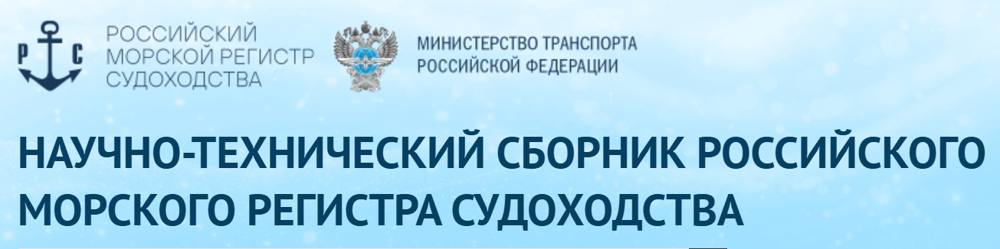 Р С
РОССИЙСКИЙ
МОРСКОЙ РЕГИСТР
СУДОХОДСТВА
МИНИСТЕРСТВО ТРАНСПОРТА
РОССИЙСКОЙ ФЕДЕРАЦИИ
НАУЧНО-ТЕХНИЧЕСКИЙ СБОРНИК РОССИЙСКОГО
МОРСКОГО РЕГИСТРА СУДОХОДСТВА